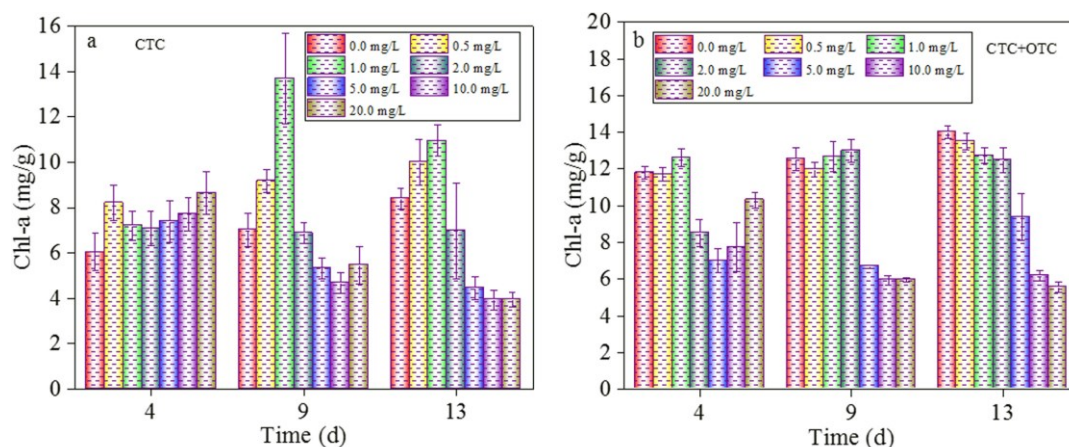 a
CTC
0.0 mg/L 0.5 mg/L
1.0 mg/L 2.0 mg/L
5.0 mg/L 10.0 mg/L
20.0 mg/L
Chl-a (mg/g)
16
14
12
10
8
6
4
2
0
4 9 13
Time (d)
b
CTC+OTC
0.0 mg/L 0.5 mg/L 1.0 mg/L
2.0 mg/L 5.0 mg/L 10.0 mg/L
20.0 mg/L
Chl-a (mg/g)
20
18
16
14
12
10
8
6
4
2
0
4 9 13
Time (d)